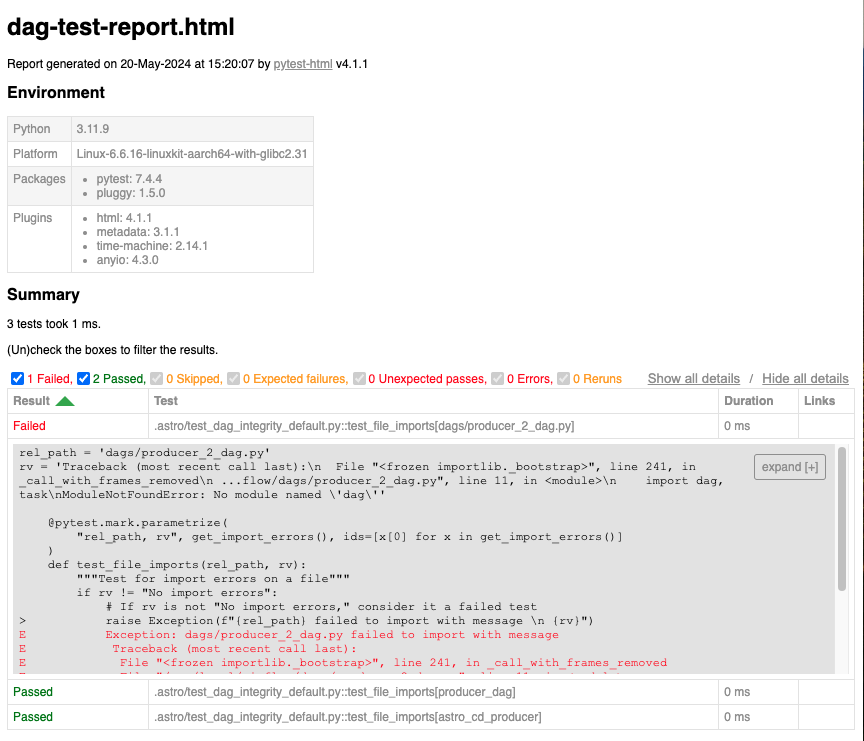 dag-test-report.html
Report generated on 20-May-2024 at 15:20:07 by pytest-html v4.1.1
Environment
Python 3.11.9
Platform Linux-6.6.16-linuxkit-aarch64-with-glibc2.31
Packages
pytest: 7.4.4
pluggy: 1.5.0
Plugins
html: 4.1.1
metadata: 3.1.1
time-machine: 2.14.1
anyio: 4.3.0
Summary
3 tests took 1 ms.
(Un)check the boxes to filter the results.
1 Failed, 2 Passed, 0 Skipped, 0 Expected failures, 0 Unexpected passes, 0 Errors, 0 Reruns Show all details / Hide all details
Result Test Duration Links
Failed .astro/test_dag_integrity_default.py::test_file_imports[dags/producer_2_dag.py] 0 ms
rel_path = 'dags/producer_2_dag.py'
rv = 'Traceback (most recent call last):\n  File "<frozen importlib._bootstrap>", line 241, in
_call_with_frames_removed\n ...flow/dags/producer_2_dag.py", line 11, in <module>\n    import dag,
task\nModuleNotFoundError: No module named \'dag\''
expand [+]
    @pytest.mark.parametrize(
        "rel_path, rv", get_import_errors(), ids=[x[0] for x in get_import_errors()]
    )
    def test_file_imports(rel_path, rv):
        """Test for import errors on a file"""
        if rv != "No import errors":
            # If rv is not "No import errors," consider it a failed test
>           raise Exception(f"{rel_path} failed to import with message \n {rv}")
E           Exception: dags/producer_2_dag.py failed to import with message
E            Traceback (most recent call last):
E             File "<frozen importlib._bootstrap>", line 241, in _call_with_frames_removed
Passed .astro/test_dag_integrity_default.py::test_file_imports[producer_dag] 0 ms
Passed .astro/test_dag_integrity_default.py::test_file_imports[astro_cd_producer] 0 ms